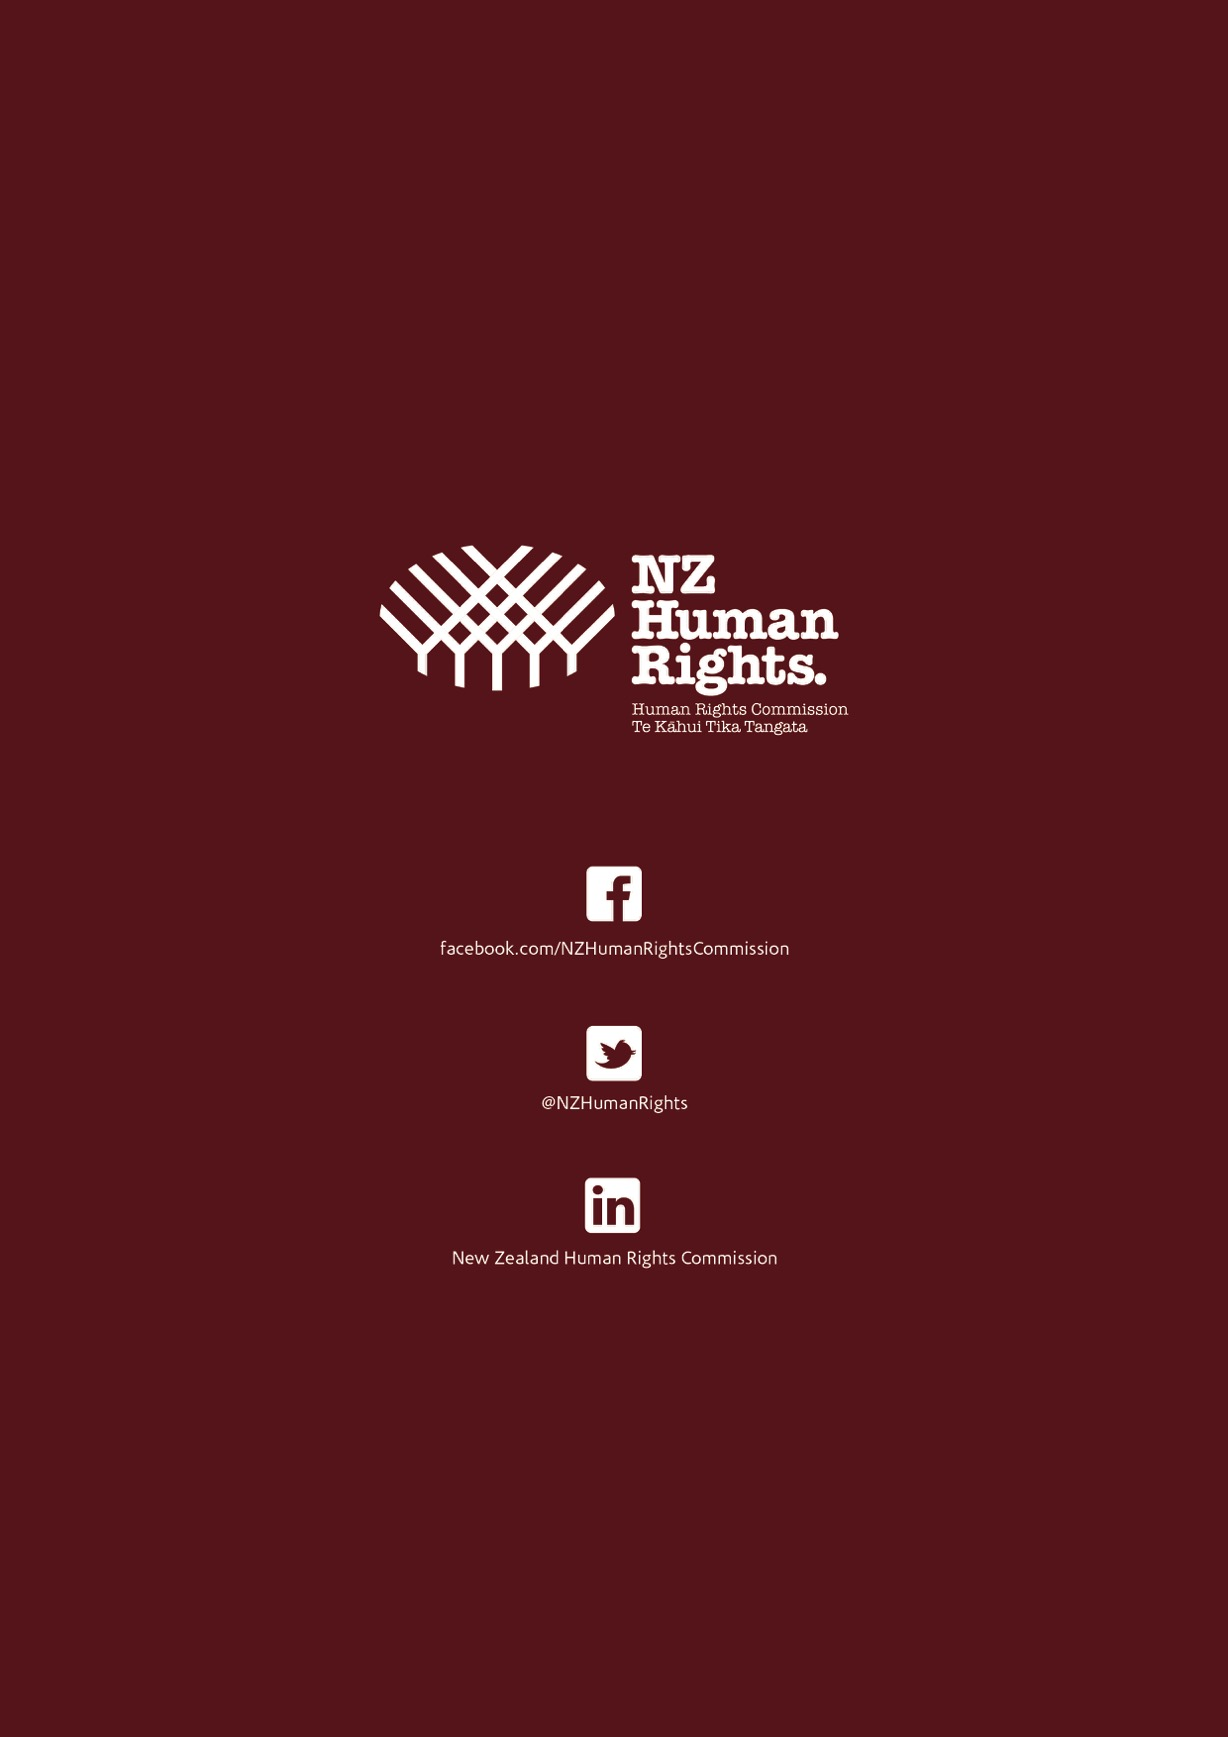 NZ
Human
Rights.
Human Rights Commission
Te Kāhui Tika Tangata
facebook.com/NZHumanRightsCommission
@NZHumanRights
New Zealand Human Rights Commission